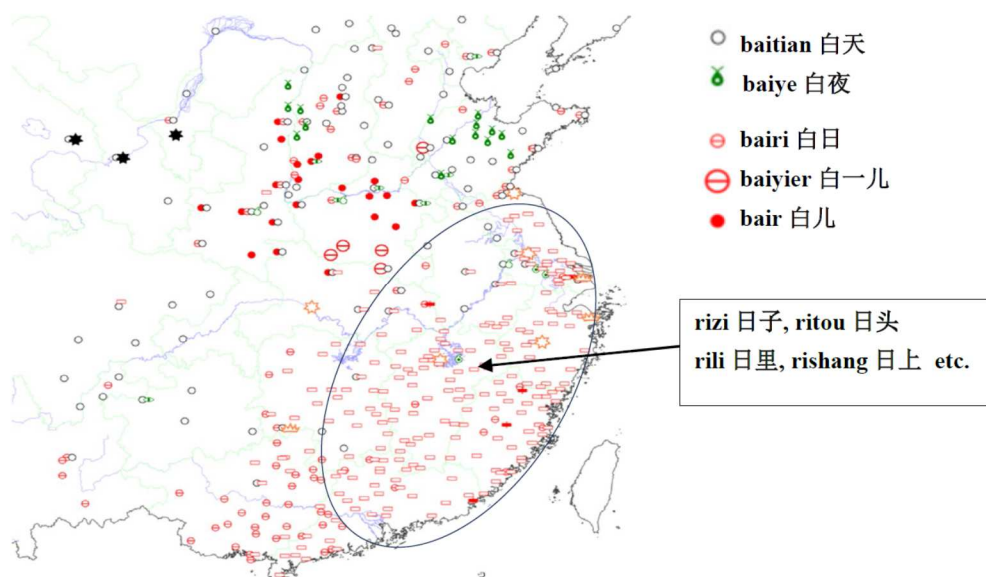 baitian 白天
baiye 白夜
bairi 白日
baiyier 白一儿
bair 白儿
rizi 日子, ritou 日头
rili 日里, rishang 日上 etc.